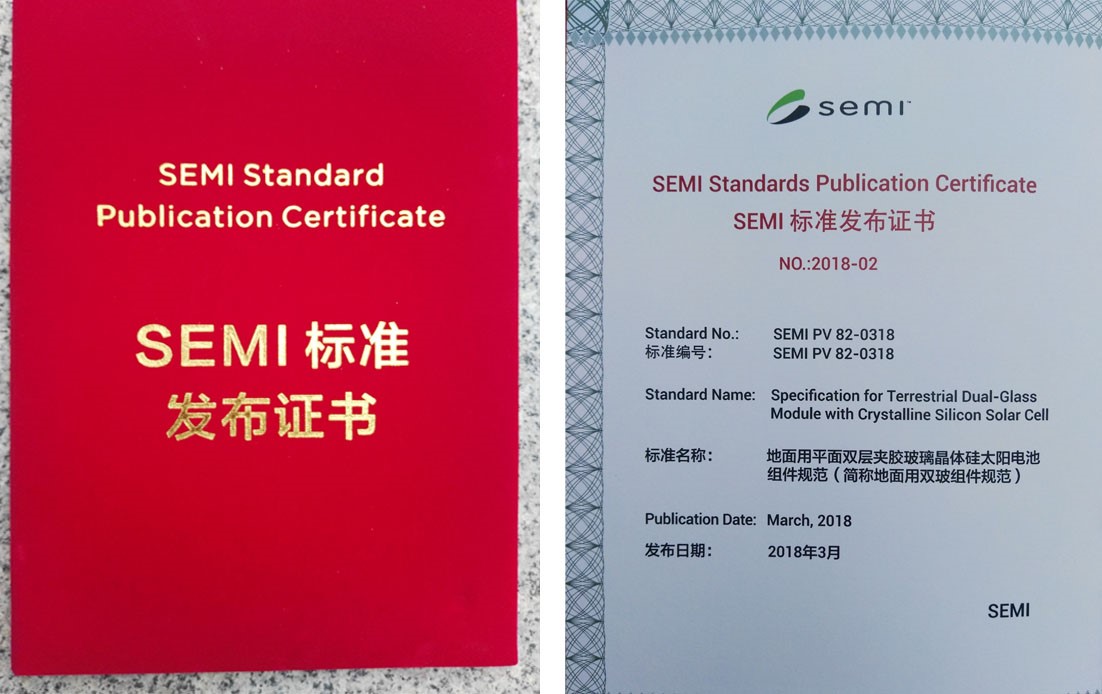 SEMI Standard
Publication Certificate
SEMI 标准
发布证书
semi™
SEMI Standards Publication Certificate
SEMI 标准发布证书
NO.:2018-02
Standard No.: SEMI PV 82-0318
标准编号: SEMI PV 82-0318
Standard Name: Specification for Terrestrial Dual-Glass
Module with Crystalline Silicon Solar Cell
标准名称: 地面用平面双层夹胶玻璃晶体硅太阳电池
组件规范(简称地面用双玻组件规范)
Publication Date: March, 2018
发布日期: 2018年3月
SEMI